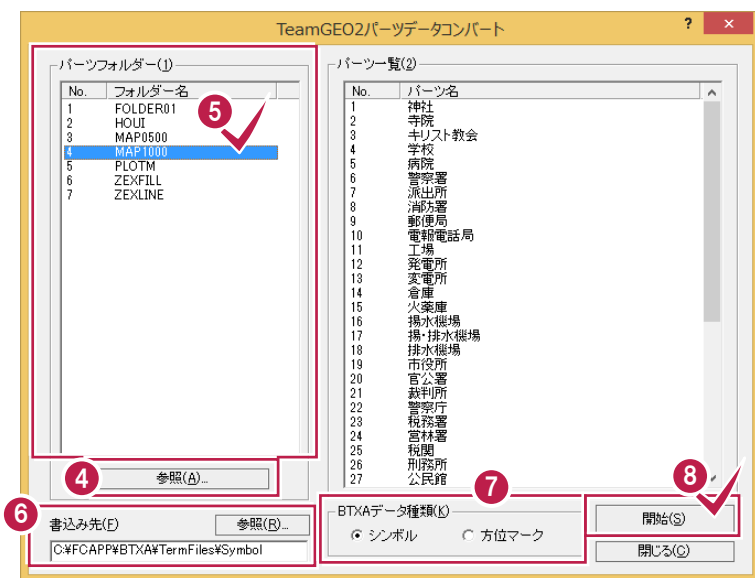 TeamGEO2パーツデータコンバート
? ×
パーツフォルダー(1)
No. フォルダー名
1 FOLDER01
2 HOUI
3 MAP0500
4 MAP1000
5 PLOTM
6 ZEXFILL
7 ZEXLINE
5
4
参照(A)...
6
書込み先(F)
参照(R)...
C:¥FCAPP¥BTXA¥TermFiles¥Symbol
パーツ一覧(2)
No. パーツ名
1 神社
2 寺院
3 キリスト教会
4 学校
5 病院
6 警察署
7 派出所
8 消防署
9 郵便局
10 電報電話局
11 工場
12 発電所
13 変電所
14 倉庫
15 火薬庫
16 揚水機場
17 揚・排水機場
18 排水機場
19 市役所
20 官公署
21 裁判所
22 警察庁
23 税務署
24 営林署
25 税関
26 刑務所
27 公民館
7
BTXAデータ種類(K)
シンボル 方位マーク
8
開始(S)
閉じる(C)